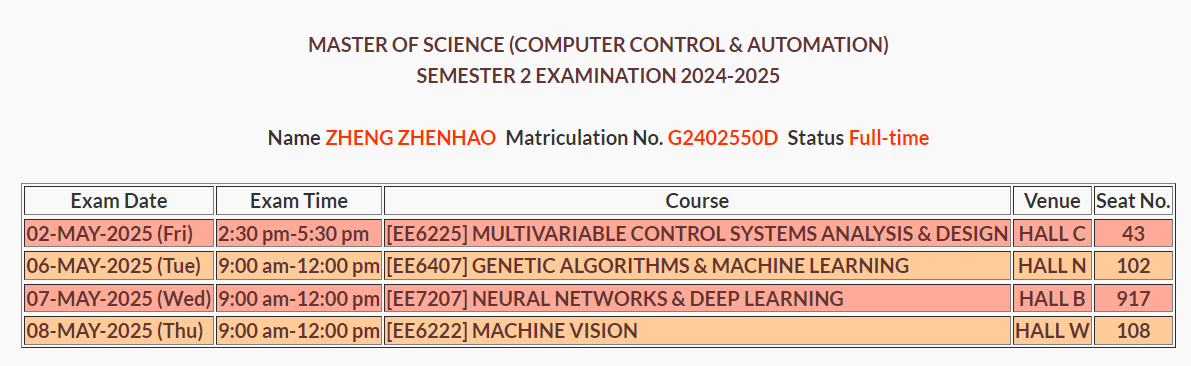 MASTER OF SCIENCE (COMPUTER CONTROL & AUTOMATION)
SEMESTER 2 EXAMINATION 2024-2025
Name ZHENG ZHENHAO Matriculation No. G2402550D Status Full-time
Exam Date Exam Time Course Venue Seat No.
02-MAY-2025 (Fri) 2:30 pm-5:30 pm [EE6225] MULTIVARIABLE CONTROL SYSTEMS ANALYSIS & DESIGN HALL C 43
06-MAY-2025 (Tue) 9:00 am-12:00 pm [EE6407] GENETIC ALGORITHMS & MACHINE LEARNING HALL N 102
07-MAY-2025 (Wed) 9:00 am-12:00 pm [EE7207] NEURAL NETWORKS & DEEP LEARNING HALL B 917
08-MAY-2025 (Thu) 9:00 am-12:00 pm [EE6222] MACHINE VISION HALL W 108